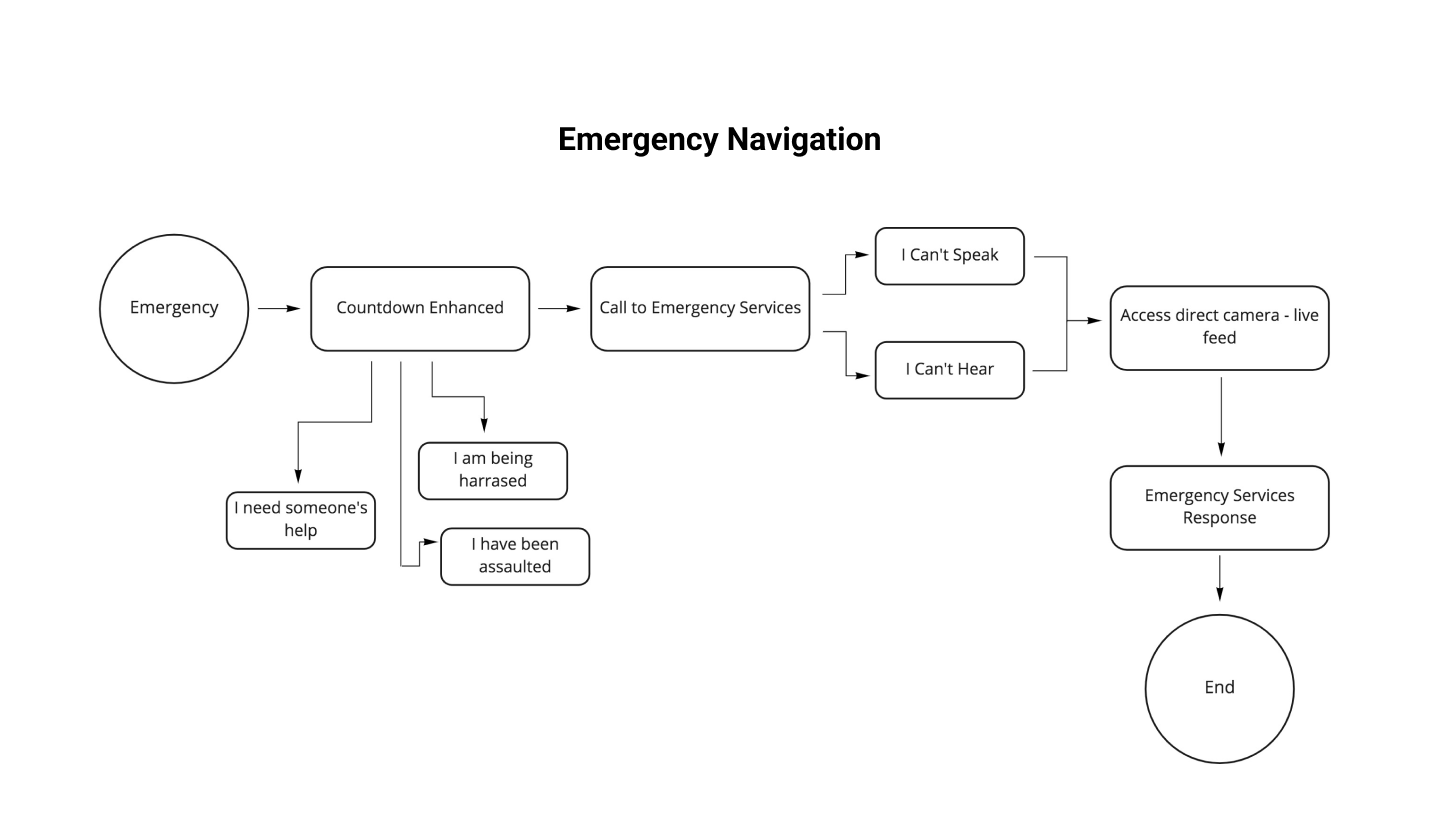 Emergency Navigation
Emergency
Countdown Enhanced
Call to Emergency Services
I Can't Speak
I Can't Hear
Access direct camera - live
feed
I am being
harrased
I need someone's
help
I have been
assaulted
Emergency Services
Response
End